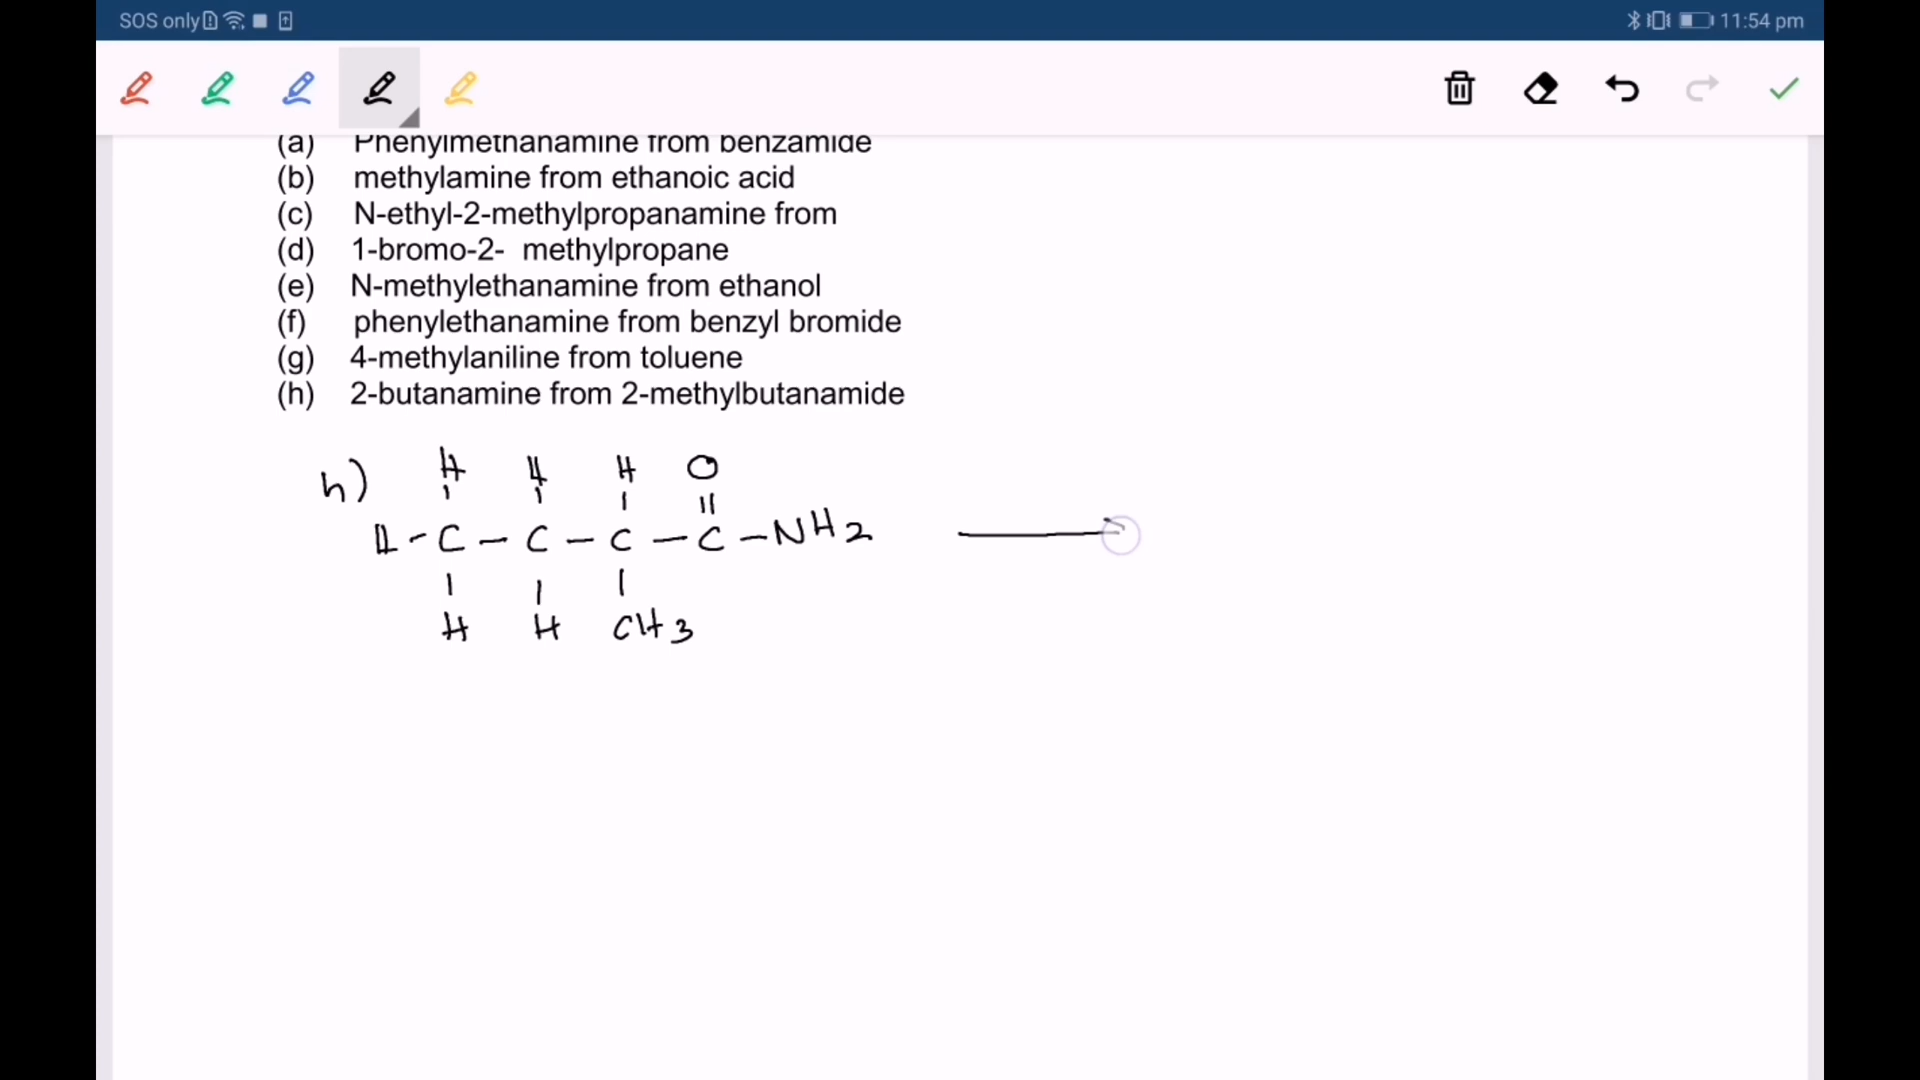 SOS only 11:54 pm
(a) Phenylmethanamine from benzamide
(b) methylamine from ethanoic acid
(c) N-ethyl-2-methylpropanamine from
(d) 1-bromo-2- methylpropane
(e) N-methylethanamine from ethanol
(f) phenylethanamine from benzyl bromide
(g) 4-methylaniline from toluene
(h) 2-butanamine from 2-methylbutanamide
h) H H H O
H - C - C - C - C - NH2
H H CH3